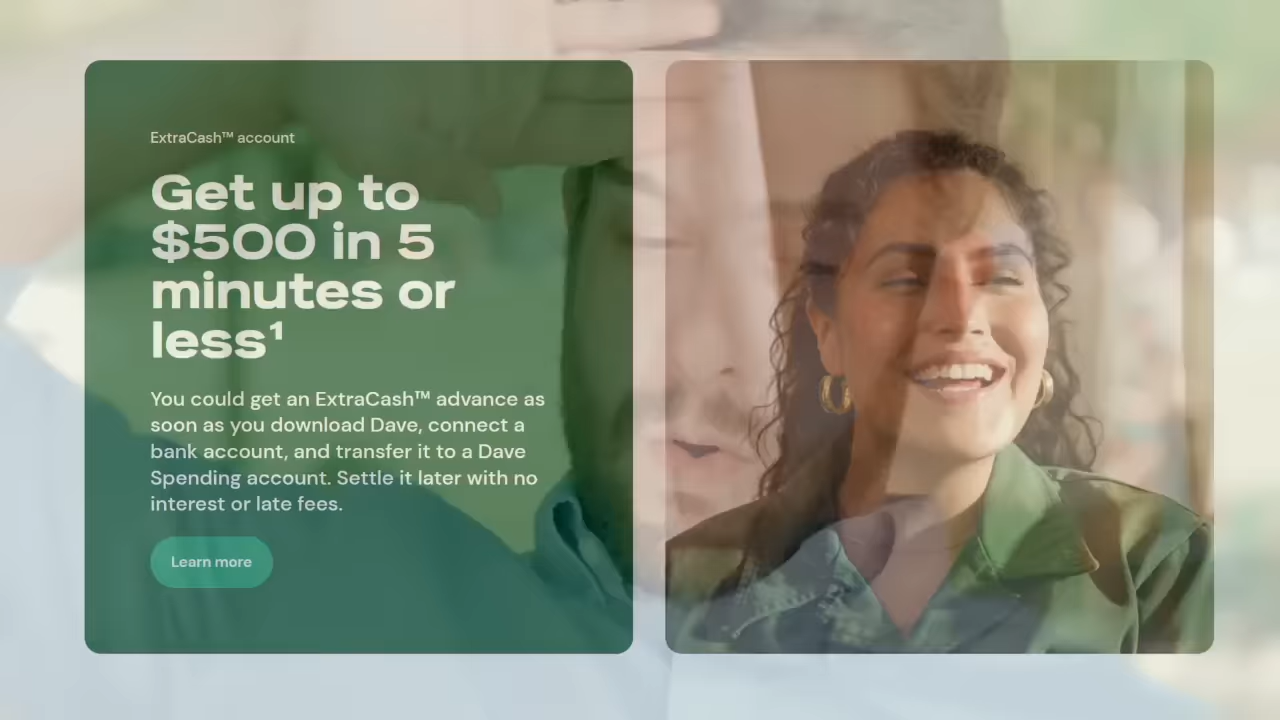 ExtraCash™ account
Get up to
$500 in 5
minutes or
less¹
You could get an ExtraCash™ advance as
soon as you download Dave, connect a
bank account, and transfer it to a Dave
Spending account. Settle it later with no
interest or late fees.
Learn more